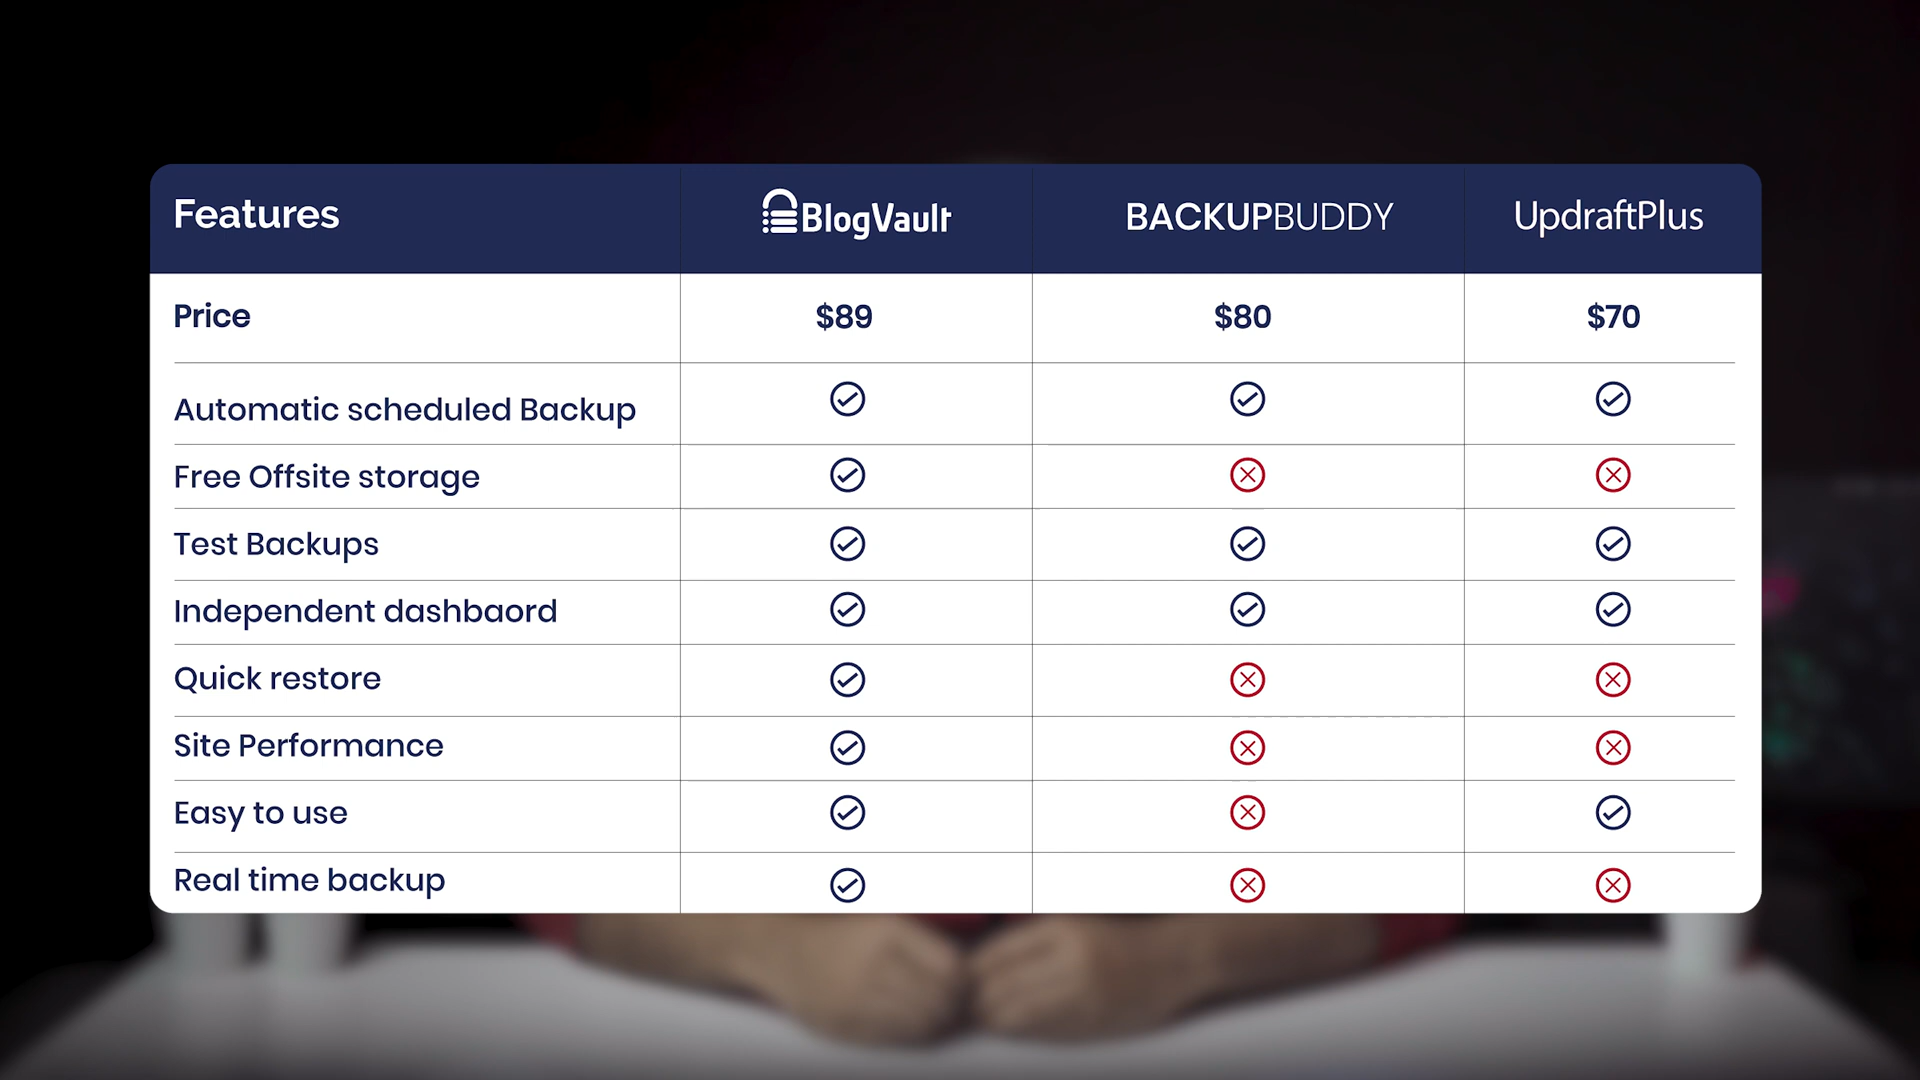 Features BlogVault BACKUPBUDDY UpdraftPlus
Price $89 $80 $70
Automatic scheduled Backup
Free Offsite storage
Test Backups
Independent dashbaord
Quick restore
Site Performance
Easy to use
Real time backup